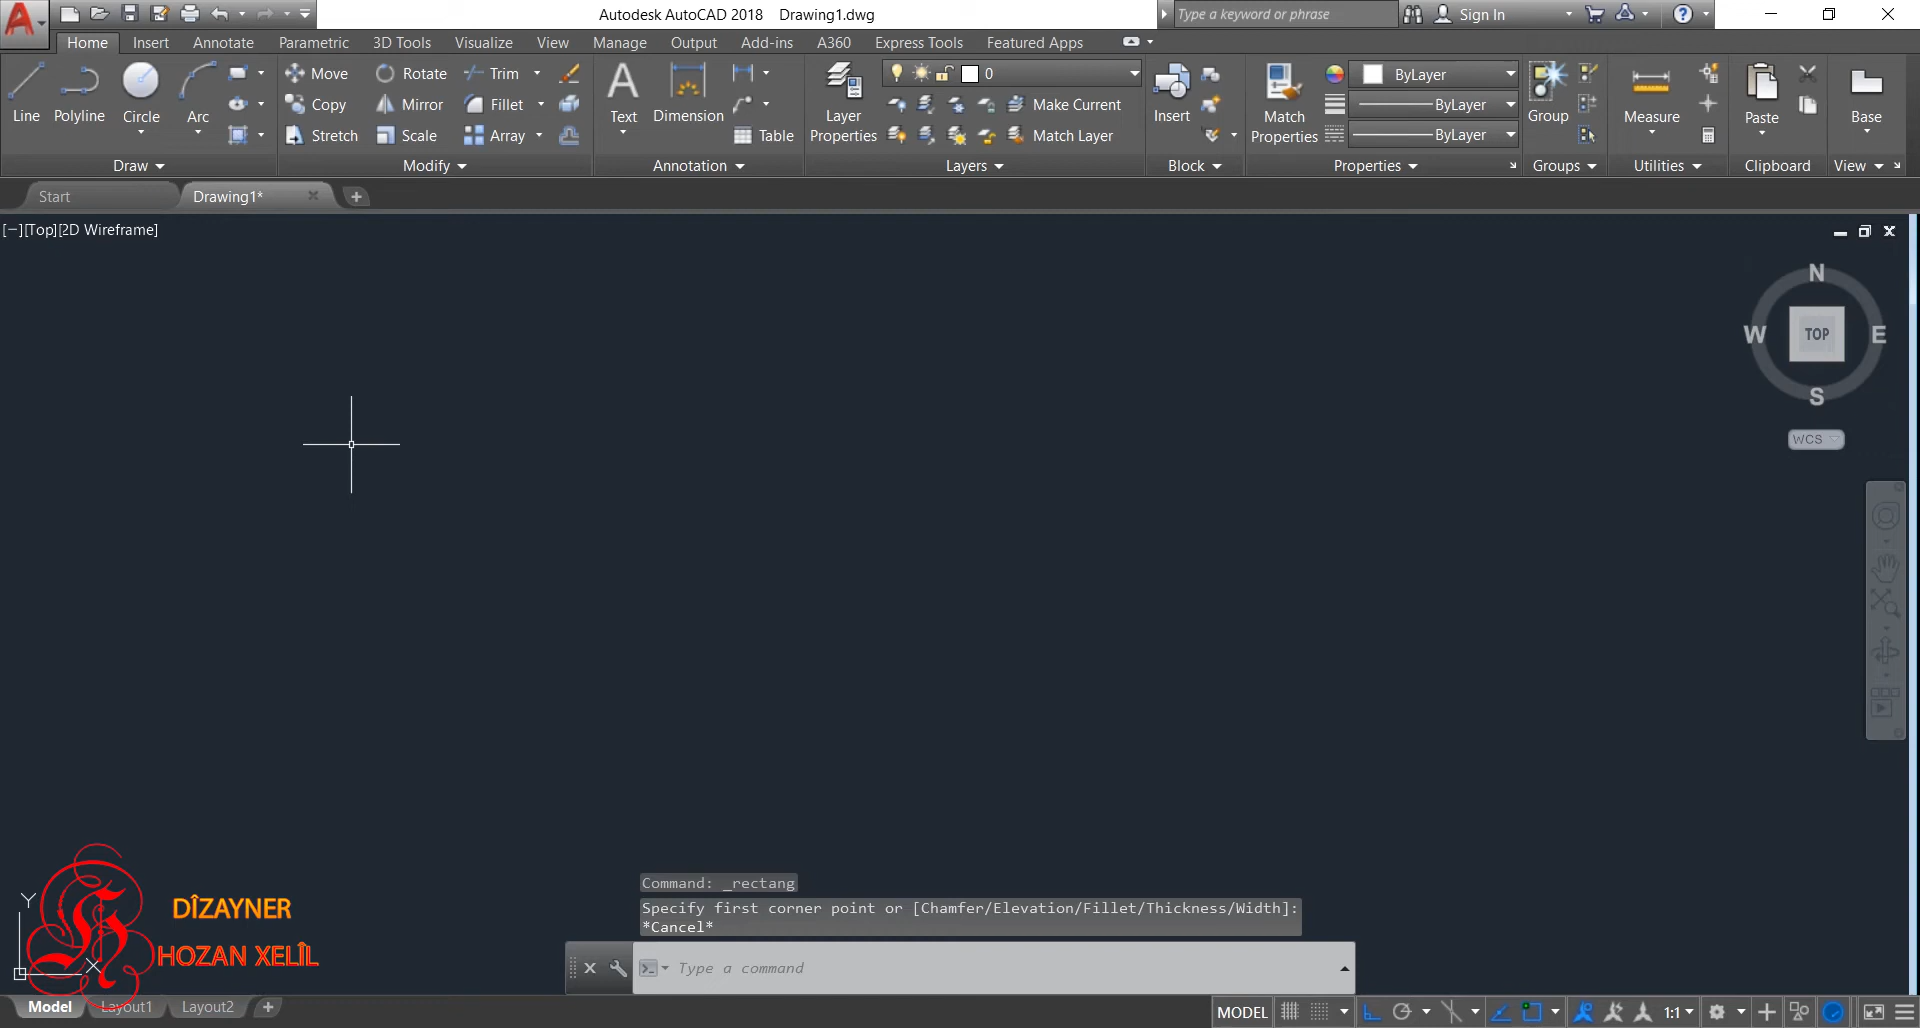 Autodesk AutoCAD 2018 Drawing1.dwg
Type a keyword or phrase
Sign In
Home Insert Annotate Parametric 3D Tools Visualize View Manage Output Add-ins A360 Express Tools Featured Apps
Line Polyline Circle Arc
Move Rotate Trim
Copy Mirror Fillet
Stretch Scale Array
Text Dimension
Table
Layer Properties
0
Make Current
Match Layer
Insert
Match Properties
ByLayer
ByLayer
ByLayer
Group
Measure
Paste
Base
Draw Modify Annotation Layers Block Properties Groups Utilities Clipboard View
Start Drawing1*
[−][Top][2D Wireframe]
N
W TOP E
S
WCS
Command: _rectang
Specify first corner point or [Chamfer/Elevation/Fillet/Thickness/Width]:
*Cancel*
Type a command
Y
X
DÎZAYNER
HOZAN XELÎL
Model Layout1 Layout2
MODEL
1:1